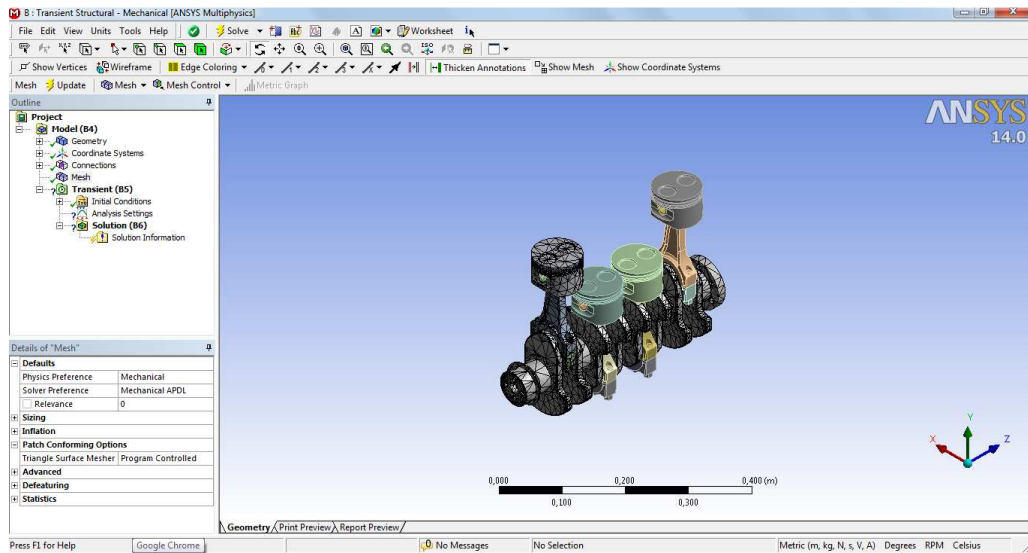 B : Transient Structural - Mechanical [ANSYS Multiphysics]
File Edit View Units Tools Help Solve Worksheet
Show Vertices Wireframe Edge Coloring Thicken Annotations Show Mesh Show Coordinate Systems
Mesh Update Mesh Mesh Control Metric Graph
Outline
Project
Model (B4)
Geometry
Coordinate Systems
Connections
Mesh
Transient (B5)
Initial Conditions
Analysis Settings
Solution (B6)
Solution Information
Details of "Mesh"
Defaults
Physics Preference Mechanical
Solver Preference Mechanical APDL
Relevance 0
Sizing
Inflation
Patch Conforming Options
Triangle Surface Mesher Program Controlled
Advanced
Defeaturing
Statistics
ANSYS
14.0
Y
X Z
0,000 0,200 0,400 (m)
0,100 0,300
Geometry Print Preview Report Preview
Press F1 for Help Google Chrome 0 No Messages No Selection Metric (m, kg, N, s, V, A) Degrees RPM Celsius